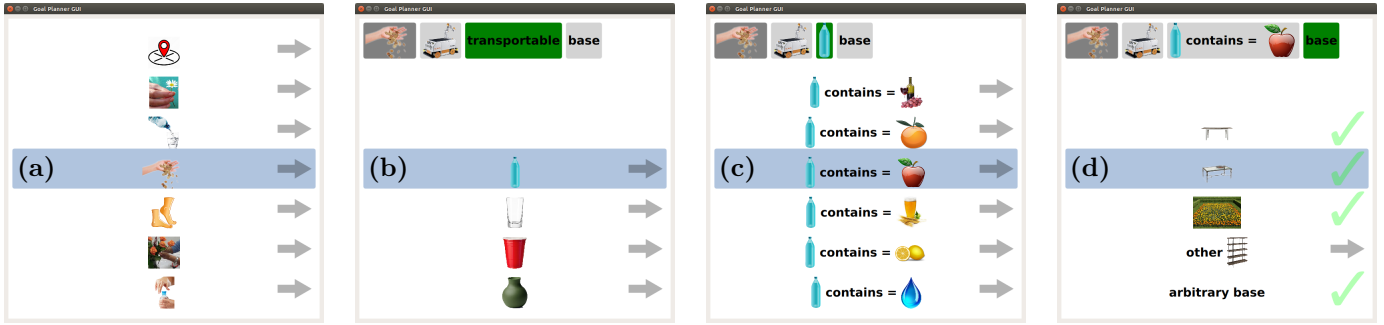 Goal Planner GUI
(a)
Goal Planner GUI
transportable base
(b)
Goal Planner GUI
base
contains =
contains =
(c) contains =
contains =
contains =
contains =
Goal Planner GUI
contains = base
(d)
other
arbitrary base